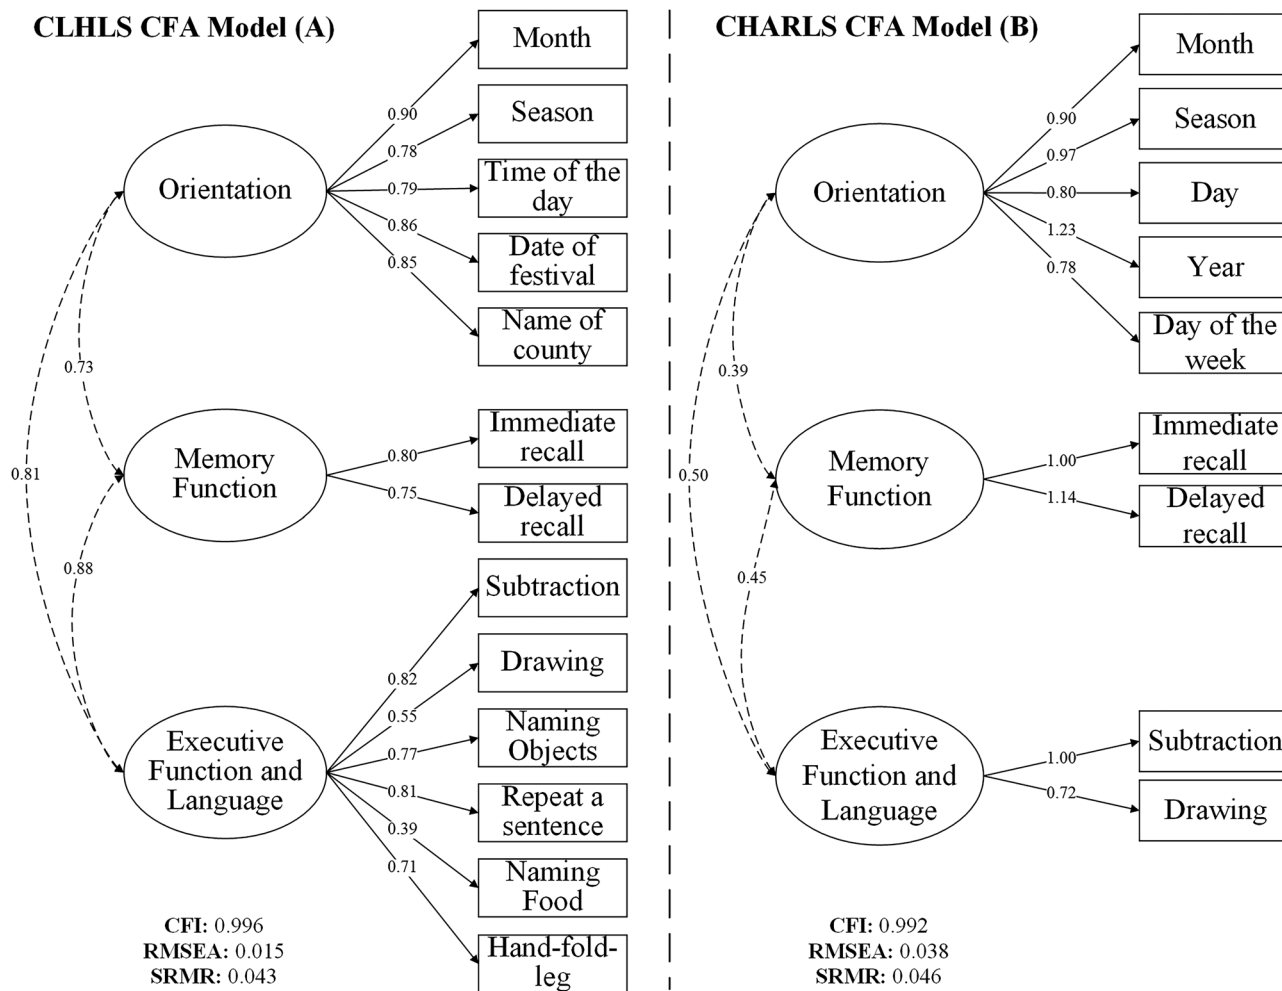 CLHLS CFA Model (A)
Month
Season
Time of the
day
Date of
festival
Name of
county
Orientation
0.90
0.78
0.79
0.86
0.85
0.73
0.81
0.88
Memory
Function
0.80
0.75
Immediate
recall
Delayed
recall
Executive
Function and
Language
0.82
0.55
0.77
0.81
0.39
0.71
Subtraction
Drawing
Naming
Objects
Repeat a
sentence
Naming
Food
Hand-fold-
leg
CFI: 0.996
RMSEA: 0.015
SRMR: 0.043
CHARLS CFA Model (B)
Month
Season
Day
Year
Day of the
week
Orientation
0.90
0.97
0.80
1.23
0.78
0.39
0.50
0.45
Memory
Function
1.00
1.14
Immediate
recall
Delayed
recall
Executive
Function and
Language
1.00
0.72
Subtraction
Drawing
CFI: 0.992
RMSEA: 0.038
SRMR: 0.046